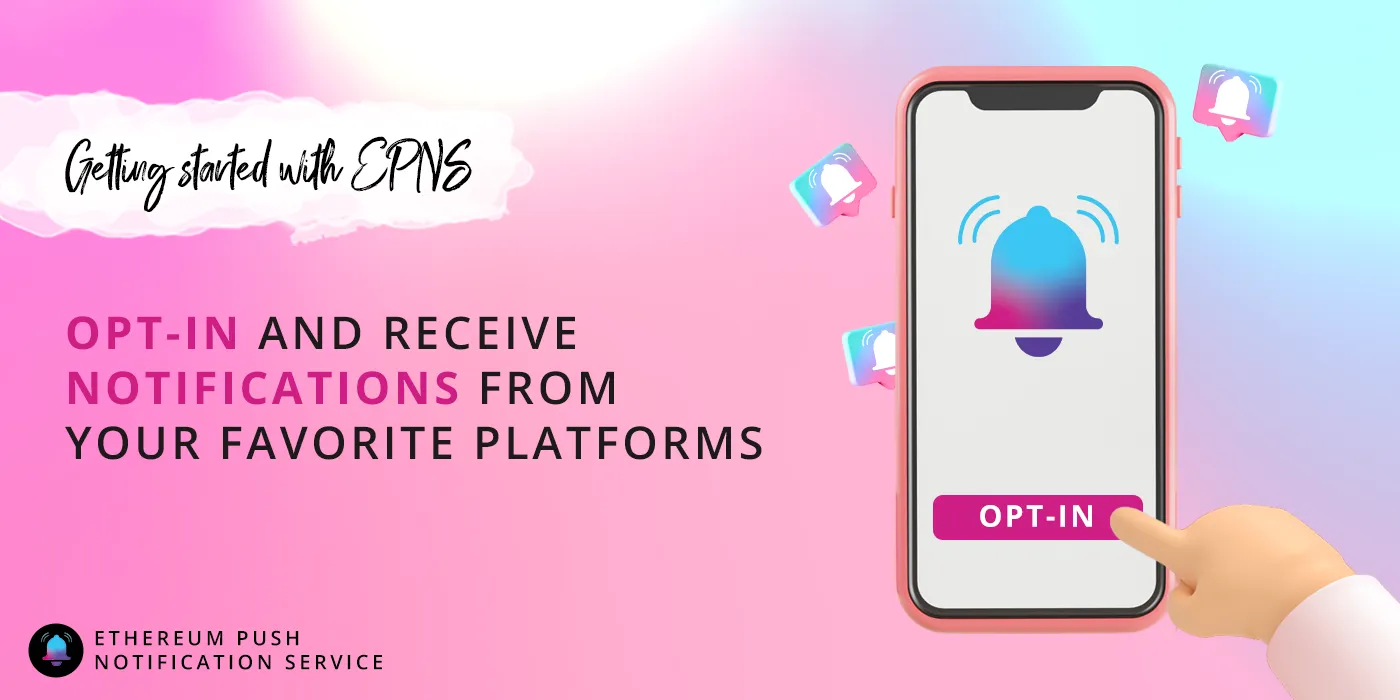 Getting started with EPNS
OPT-IN AND RECEIVE
NOTIFICATIONS FROM
YOUR FAVORITE PLATFORMS
OPT-IN
ETHEREUM PUSH
NOTIFICATION SERVICE